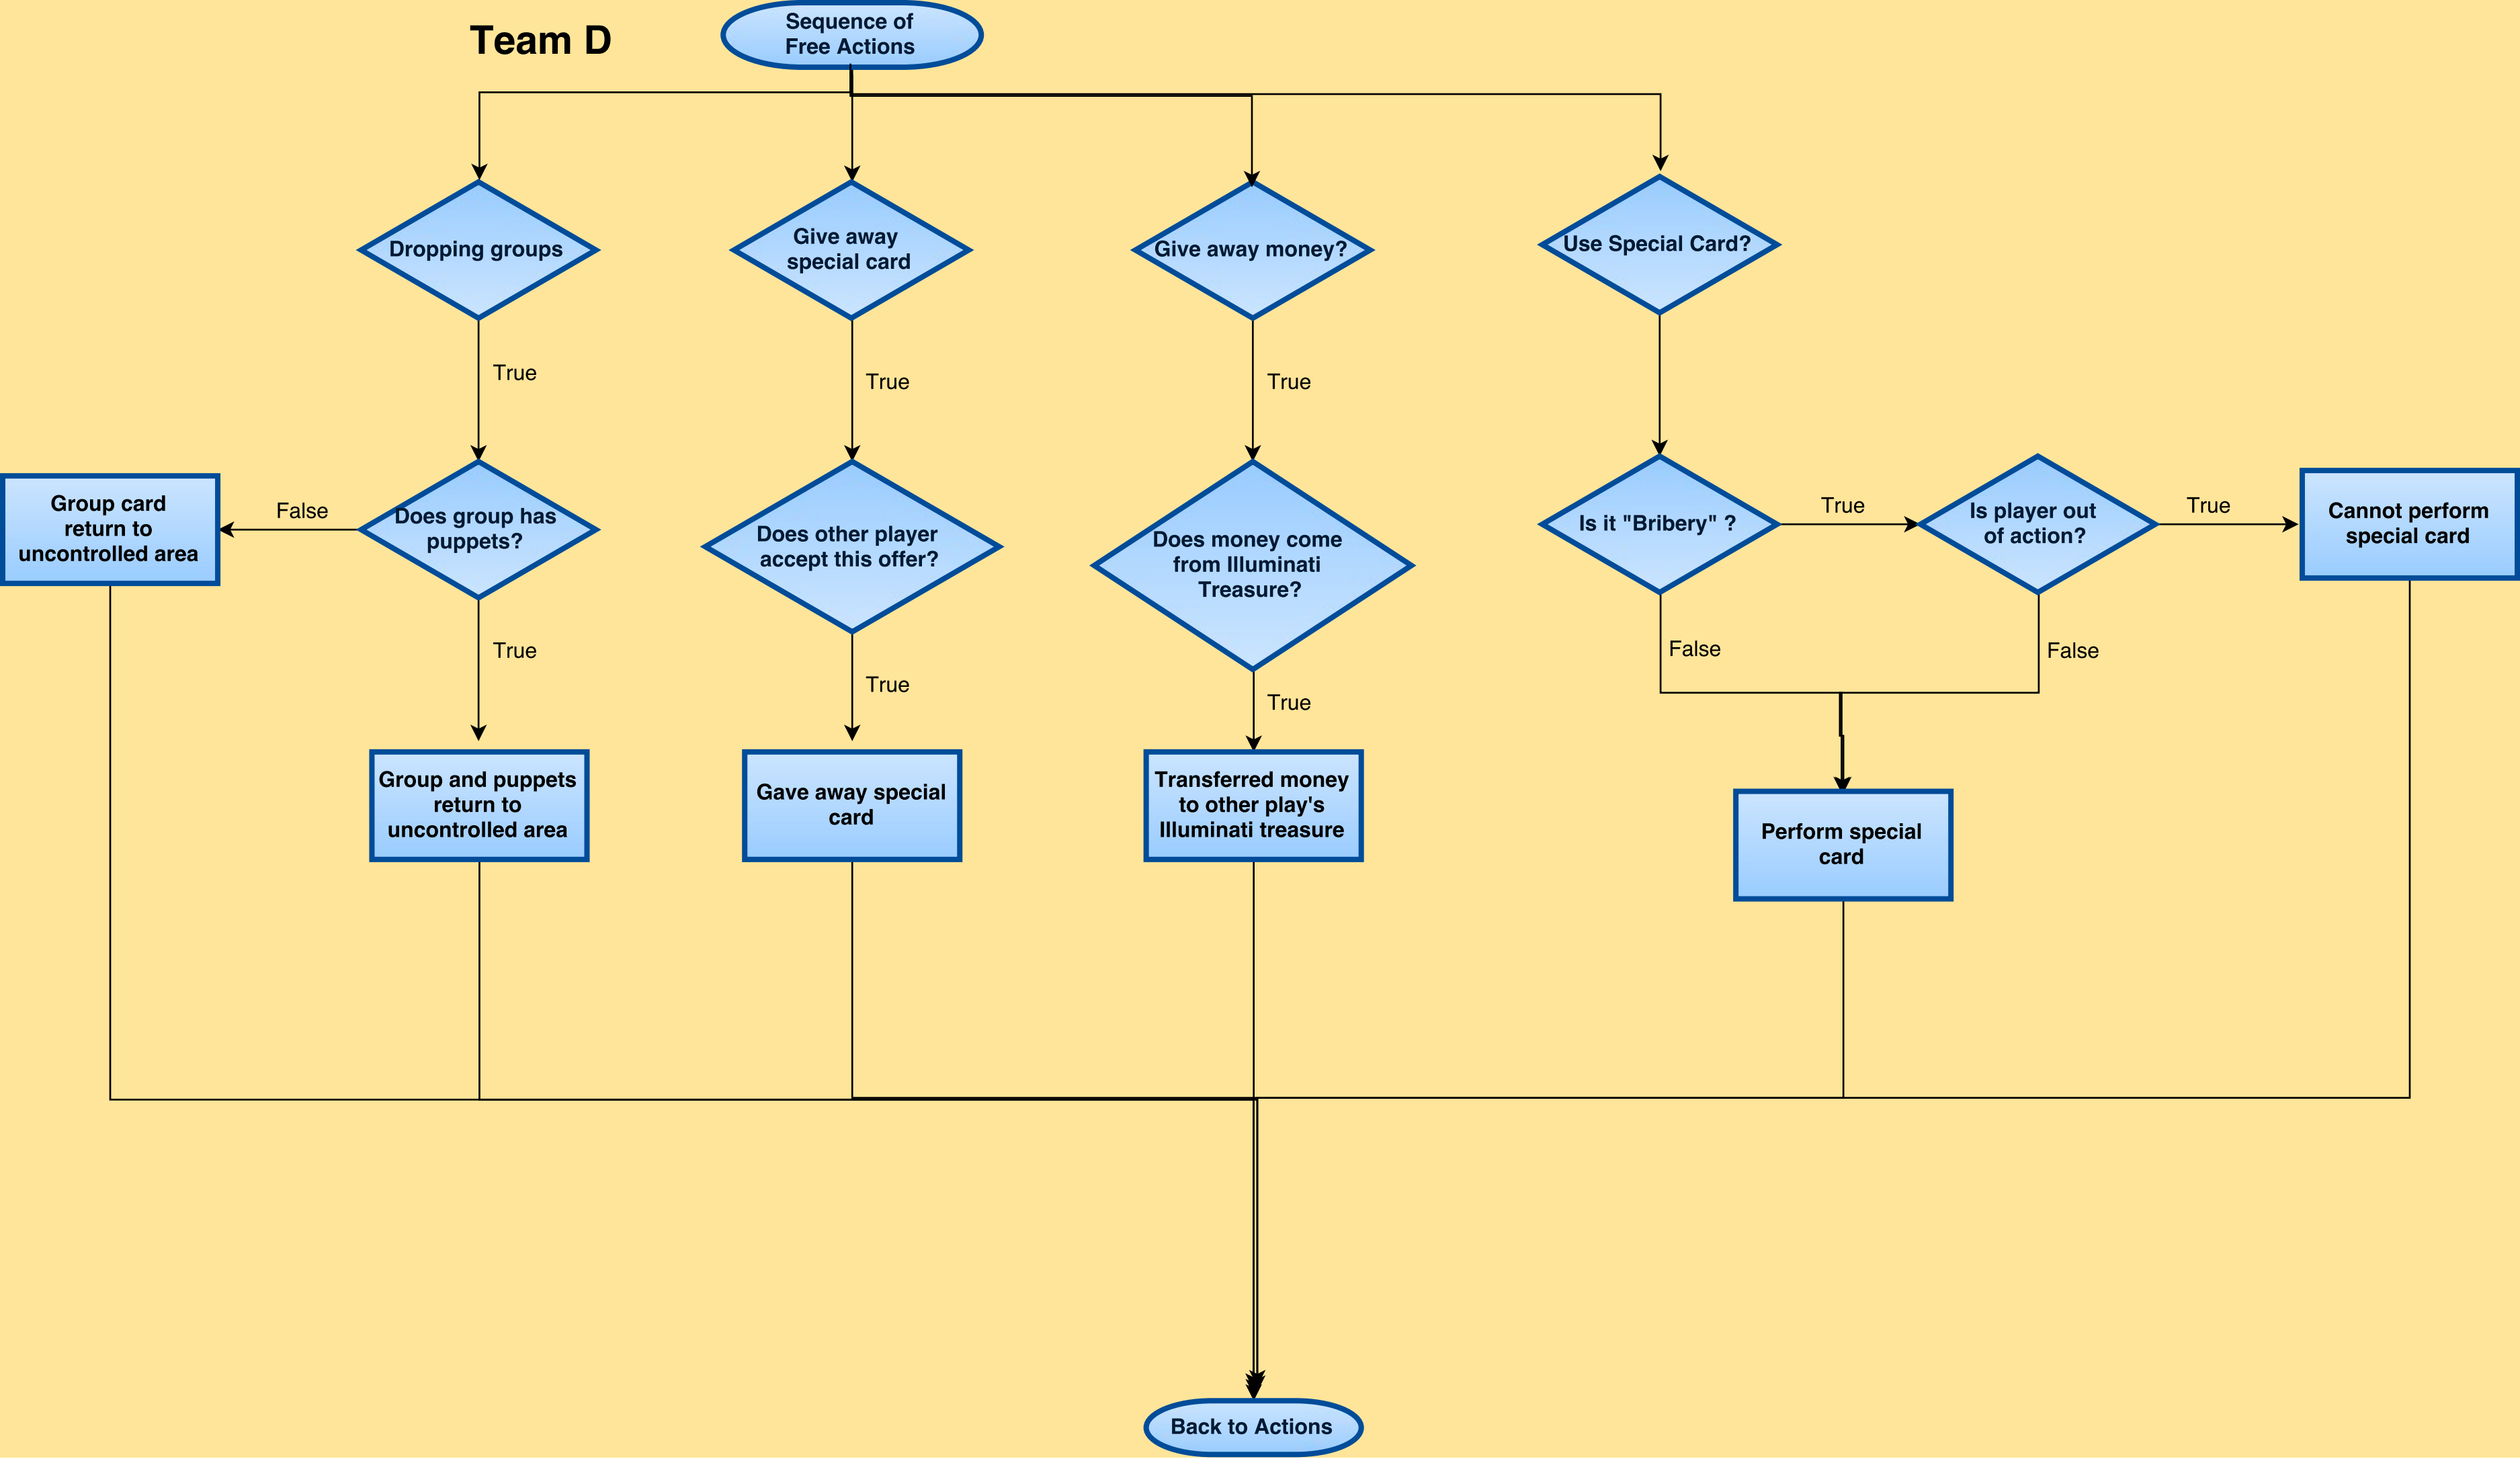 Team D
Sequence of
Free Actions
Dropping groups
Give away
special card
Give away money?
Use Special Card?
True
True
True
Group card
return to
uncontrolled area
False
Does group has
puppets?
Does other player
accept this offer?
Does money come
from Illuminati
Treasure?
Is it "Bribery" ?
True
Is player out
of action?
True
Cannot perform
special card
True
True
True
False
False
Group and puppets
return to
uncontrolled area
Gave away special
card
Transferred money
to other play's
Illuminati treasure
Perform special
card
Back to Actions